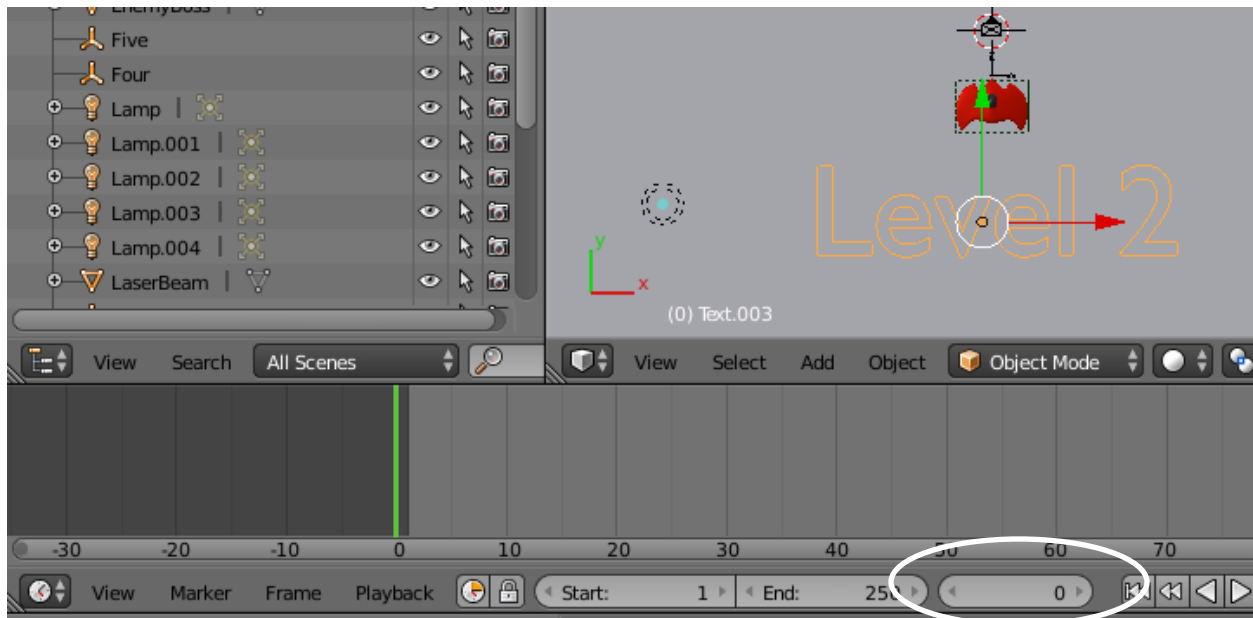 EnemyBoss
Five
Four
Lamp
Lamp.001
Lamp.002
Lamp.003
Lamp.004
LaserBeam
View Search All Scenes
Level 2
y
x
(0) Text.003
View Select Add Object Object Mode
-30 -20 -10 0 10 20 30 40 50 60 70
View Marker Frame Playback Start: 1 End: 250 0